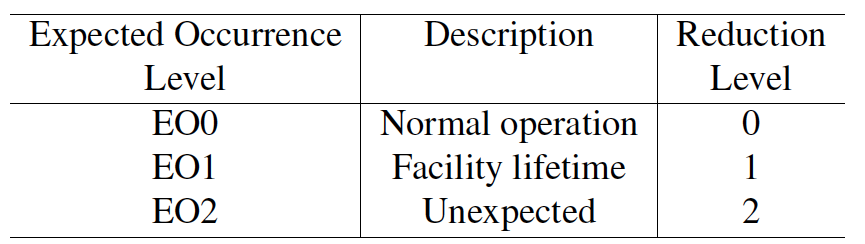 Expected Occurrence Description Reduction
Level Level
EO0 Normal operation 0
EO1 Facility lifetime 1
EO2 Unexpected 2